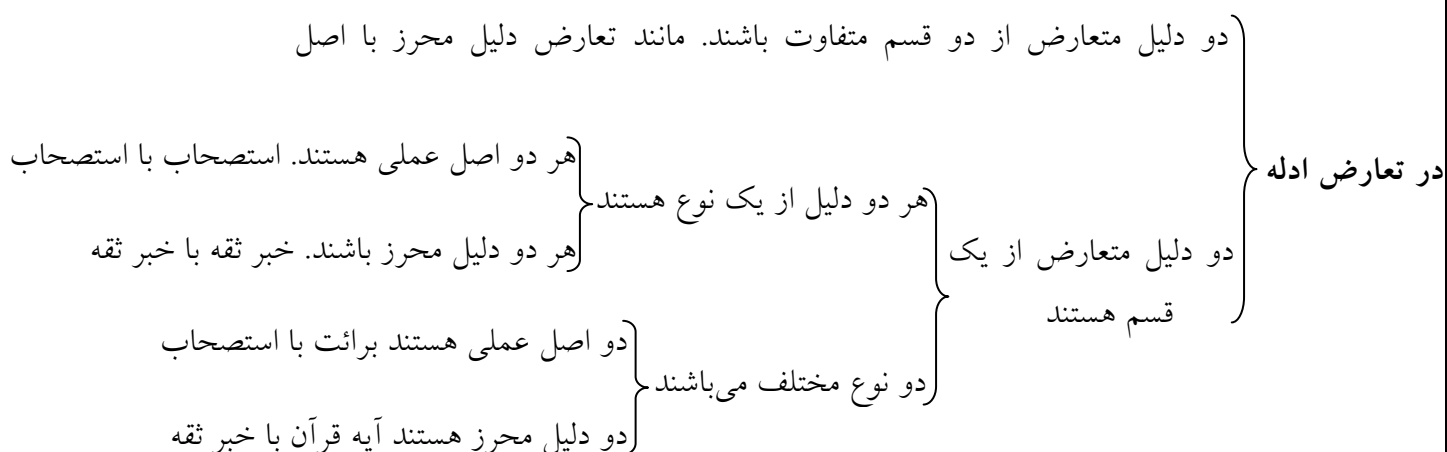 در تعارض ادله
دو دلیل متعارض از دو قسم متفاوت باشند. مانند تعارض دلیل محرز با اصل
دو دلیل متعارض از یک
قسم هستند
هر دو دلیل از یک نوع هستند
هر دو اصل عملی هستند. استصحاب با استصحاب
هر دو دلیل محرز باشند. خبر ثقه با خبر ثقه
دو نوع مختلف می‌باشند
دو اصل عملی هستند برائت با استصحاب
دو دلیل محرز هستند آیه قرآن با خبر ثقه